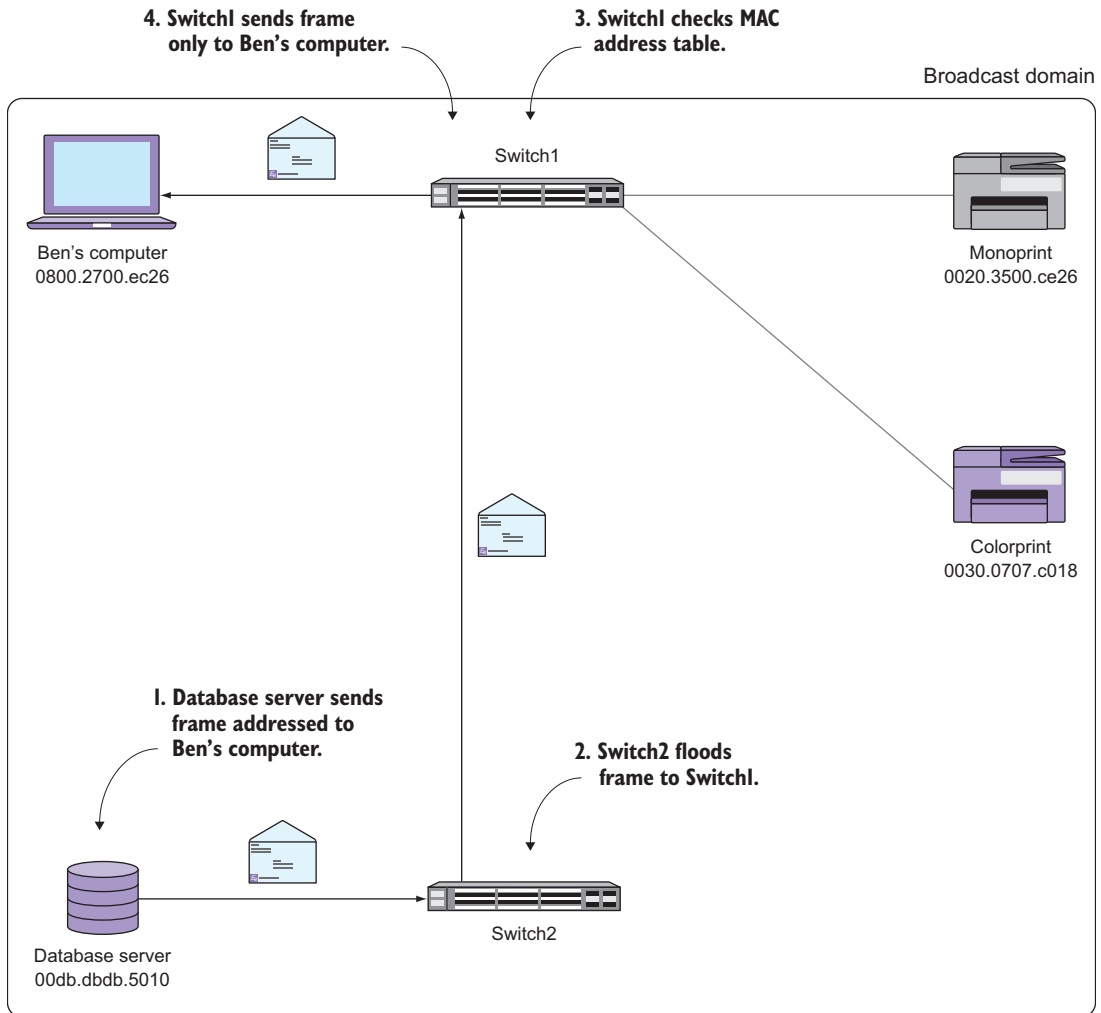 4. Switch1 sends frame
only to Ben's computer.
3. Switch1 checks MAC
address table.
Broadcast domain
Switch1
Ben's computer
0800.2700.ec26
Monoprint
0020.3500.ce26
Colorprint
0030.0707.c018
1. Database server sends
frame addressed to
Ben's computer.
2. Switch2 floods
frame to Switch1.
Switch2
Database server
00db.dbdb.5010